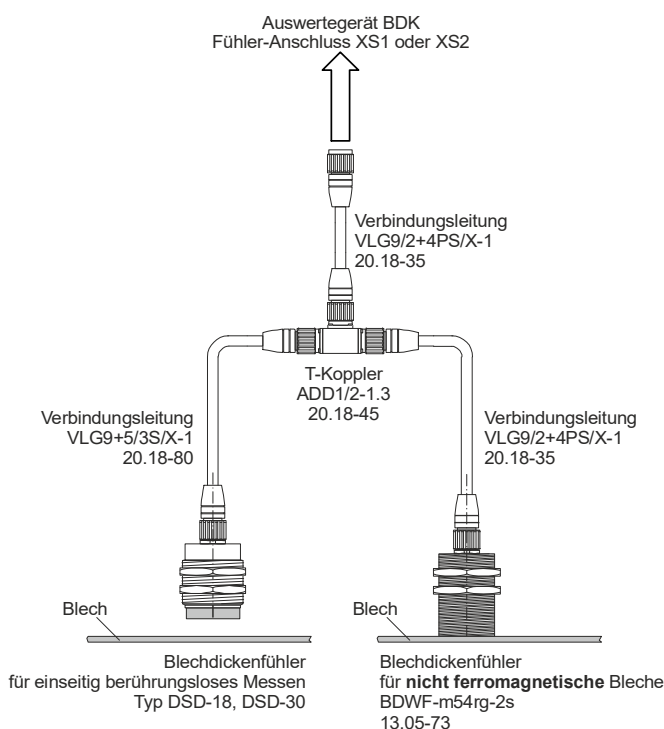 Auswertegerät BDK
Fühler-Anschluss XS1 oder XS2
Verbindungsleitung
VLG9/2+4PS/X-1
20.18-35
T-Koppler
ADD1/2-1.3
20.18-45
Verbindungsleitung
VLG9+5/3S/X-1
20.18-80
Verbindungsleitung
VLG9/2+4PS/X-1
20.18-35
Blech
Blech
Blechdickenfühler
für einseitig berührungsloses Messen
Typ DSD-18, DSD-30
Blechdickenfühler
für nicht ferromagnetische Bleche
BDWF-m54rg-2s
13.05-73